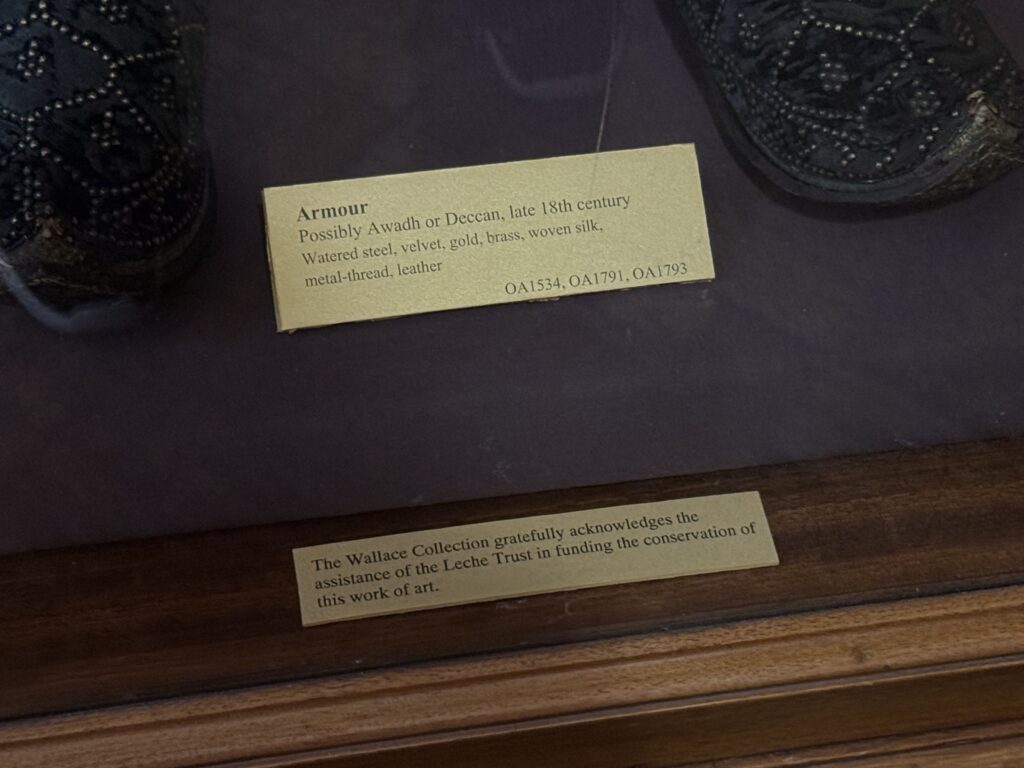 Armour
Possibly Awadh or Deccan, late 18th century
Watered steel, velvet, gold, brass, woven silk,
metal-thread, leather
OA1534, OA1791, OA1793
The Wallace Collection gratefully acknowledges the
assistance of the Leche Trust in funding the conservation of
this work of art.